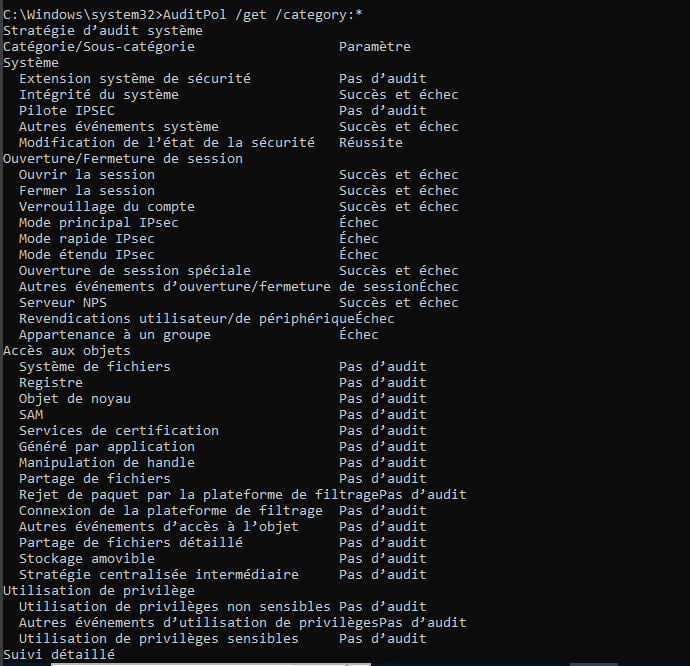 C:\Windows\system32>AuditPol /get /category:*
Stratégie d’audit système
Catégorie/Sous-catégorie Paramètre
Système
Extension système de sécurité Pas d’audit
Intégrité du système Succès et échec
Pilote IPSEC Pas d’audit
Autres événements système Succès et échec
Modification de l’état de la sécurité Réussite
Ouverture/Fermeture de session
Ouvrir la session Succès et échec
Fermer la session Succès et échec
Verrouillage du compte Succès et échec
Mode principal IPsec Échec
Mode rapide IPsec Échec
Mode étendu IPsec Échec
Ouverture de session spéciale Succès et échec
Autres événements d’ouverture/fermeture de sessionÉchec
Serveur NPS Succès et échec
Revendications utilisateur/de périphériqueÉchec
Appartenance à un groupe Échec
Accès aux objets
Système de fichiers Pas d’audit
Registre Pas d’audit
Objet de noyau Pas d’audit
SAM Pas d’audit
Services de certification Pas d’audit
Généré par application Pas d’audit
Manipulation de handle Pas d’audit
Partage de fichiers Pas d’audit
Rejet de paquet par la plateforme de filtragePas d’audit
Connexion de la plateforme de filtrage Pas d’audit
Autres événements d’accès à l’objet Pas d’audit
Partage de fichiers détaillé Pas d’audit
Stockage amovible Pas d’audit
Stratégie centralisée intermédiaire Pas d’audit
Utilisation de privilège
Utilisation de privilèges non sensibles Pas d’audit
Autres événements d’utilisation de privilègesPas d’audit
Utilisation de privilèges sensibles Pas d’audit
Suivi détaillé